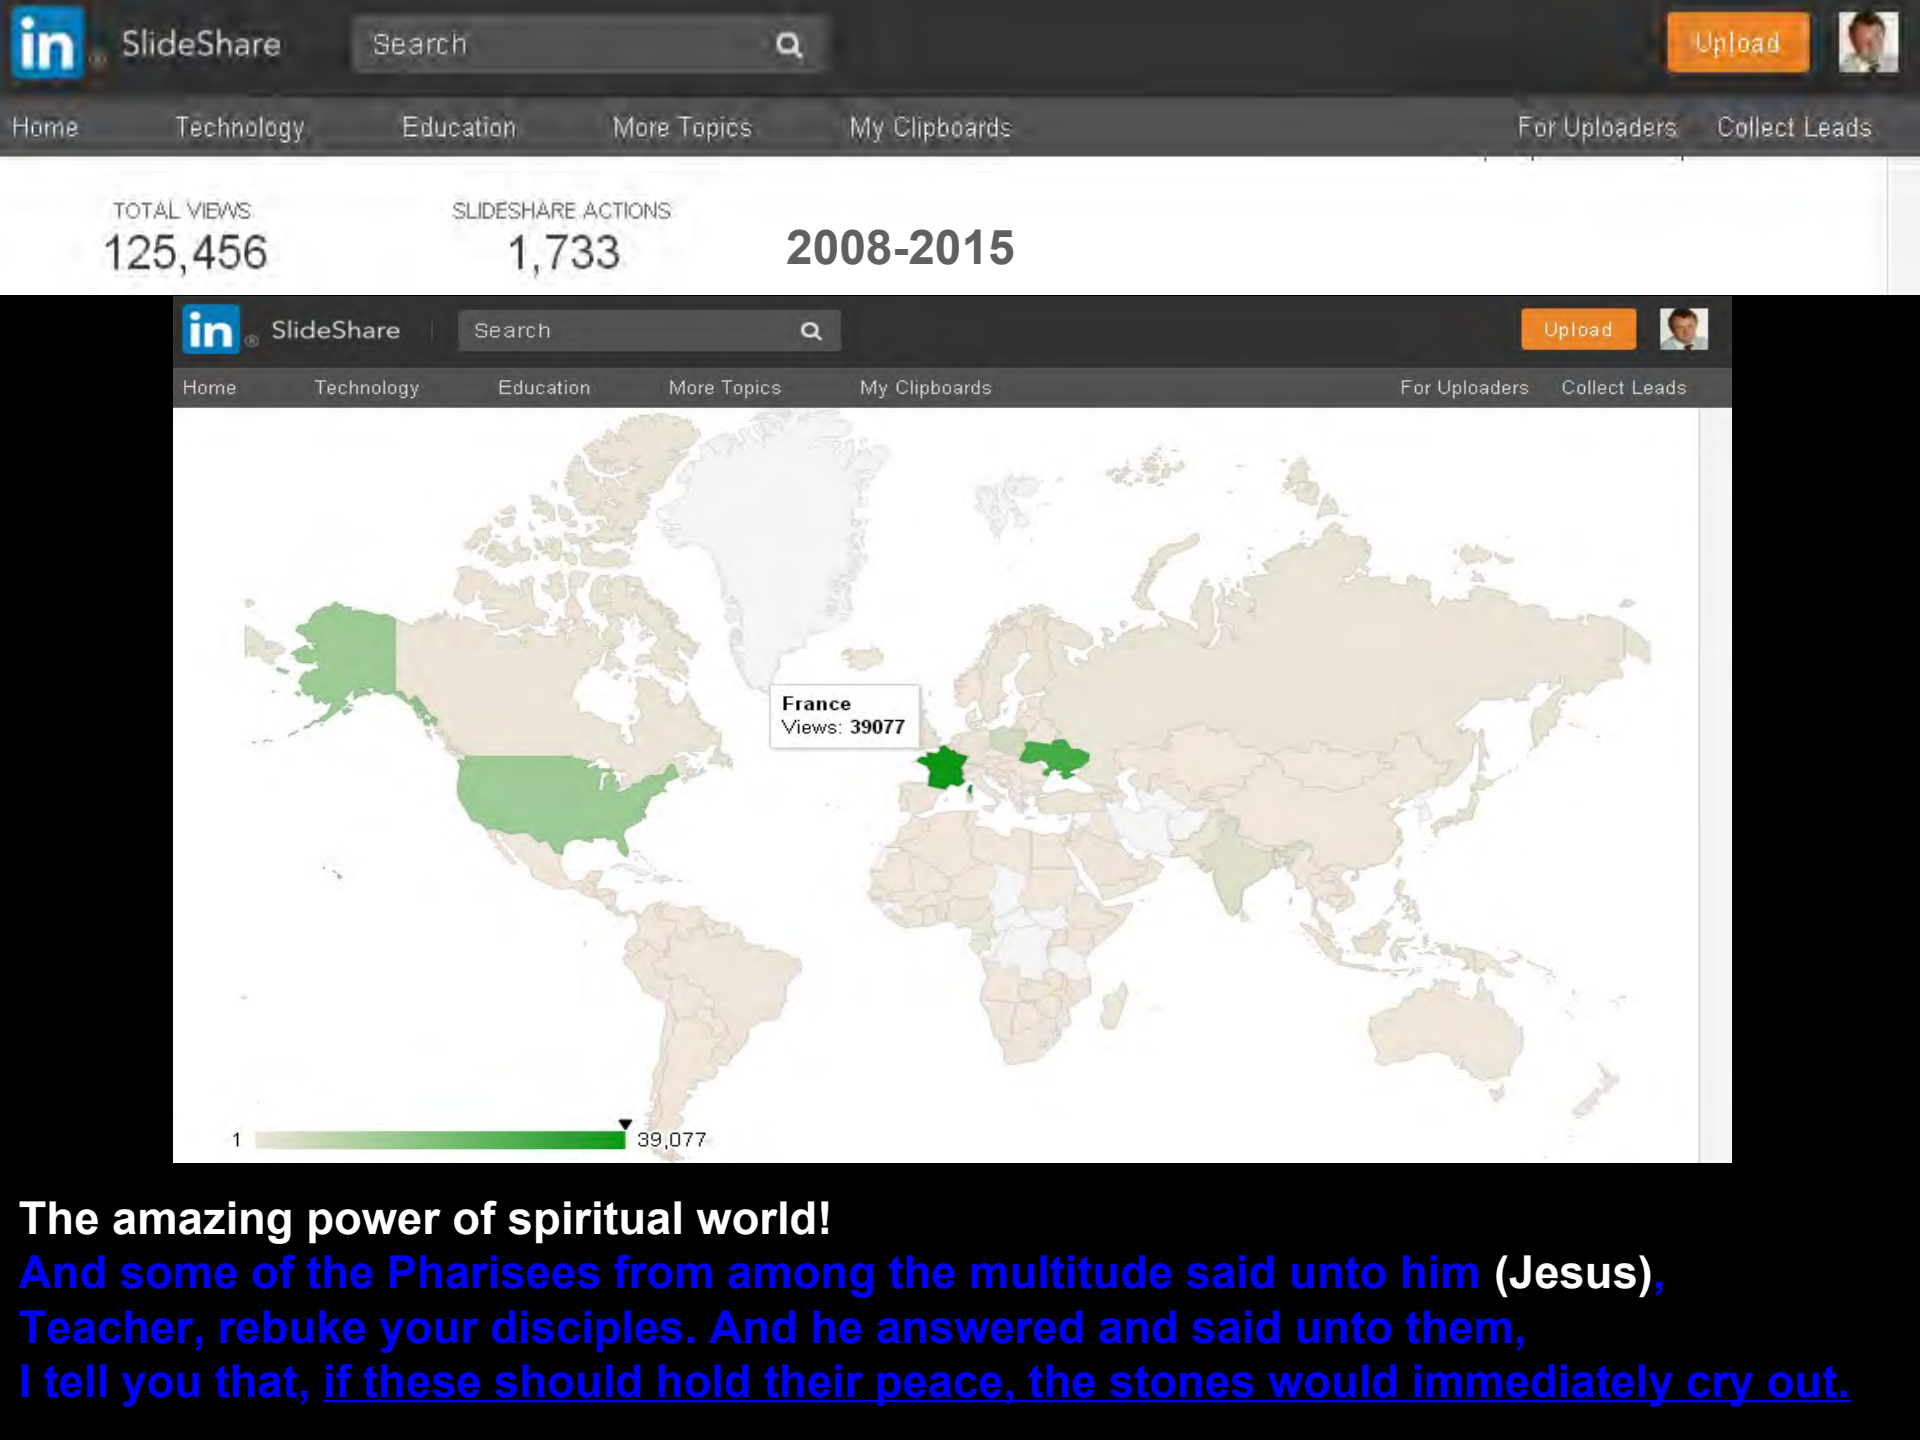 in ® SlideShare Search Upload
Home Technology Education More Topics My Clipboards For Uploaders Collect Leads
TOTAL VIEWS SLIDESHARE ACTIONS
125,456 1,733 2008-2015
in ® SlideShare Search Upload
Home Technology Education More Topics My Clipboards For Uploaders Collect Leads
France
Views: 39077
1 39,077
The amazing power of spiritual world!
And some of the Pharisees from among the multitude said unto him (Jesus),
Teacher, rebuke your disciples. And he answered and said unto them,
I tell you that, if these should hold their peace, the stones would immediately cry out.